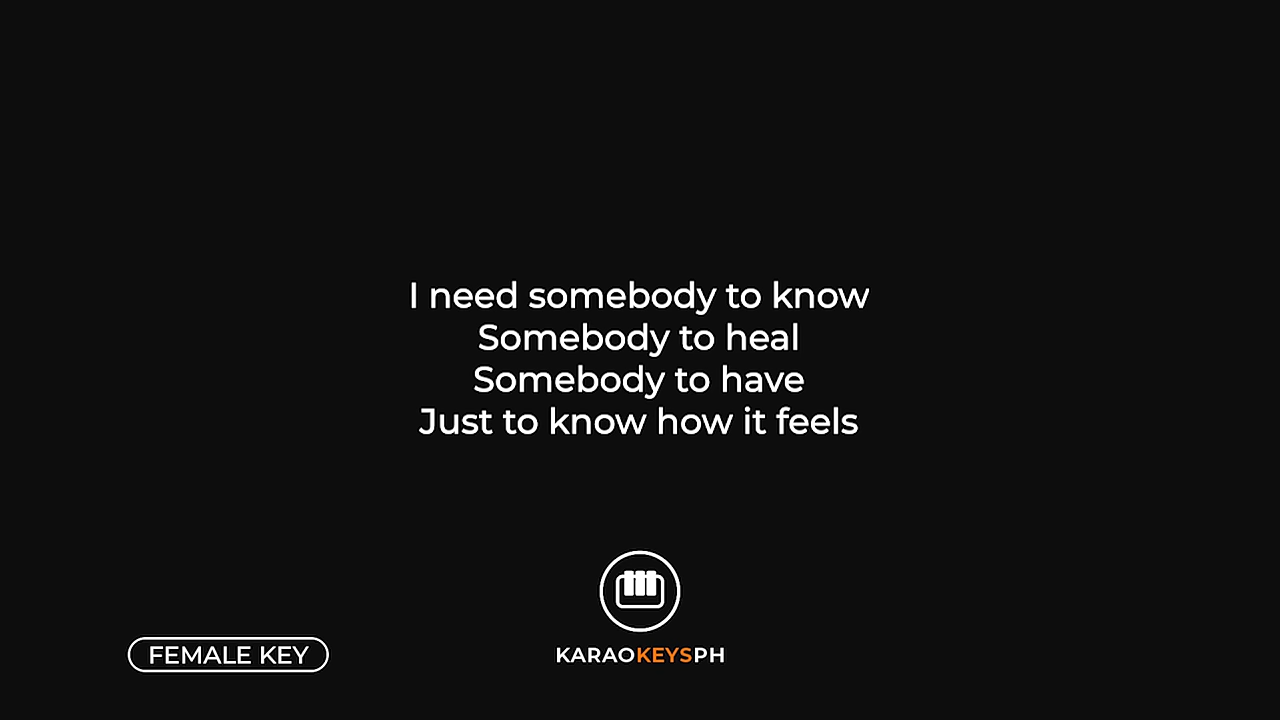 I need somebody to know
Somebody to heal
Somebody to have
Just to know how it feels
FEMALE KEY
KARAOKEYSPH